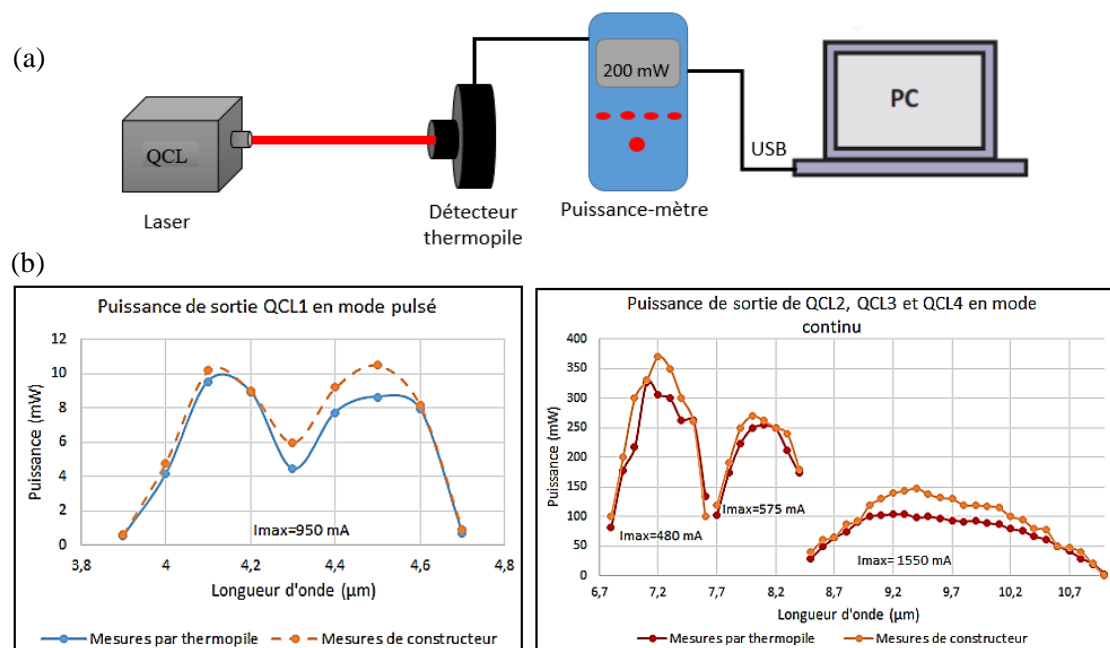 (a)
200 mW
PC
QCL
USB
Laser
Détecteur
thermopile
Puissance-mètre
(b)
Puissance de sortie QCL1 en mode pulsé
Puissance (mW)
12
10
8
6
4
2
0
Imax=950 mA
3,8
4
4,2
4,4
4,6
4,8
Longueur d'onde (µm)
Mesures par thermopile
Mesures de constructeur
Puissance de sortie de QCL2, QCL3 et QCL4 en mode
continu
Puissance (mW)
400
350
300
250
200
150
100
50
0
Imax=480 mA
Imax=575 mA
Imax= 1550 mA
6,7
7,2
7,7
8,2
8,7
9,2
9,7
10,2
10,7
Longueur d'onde (µm)
Mesures par thermopile
Mesures de constructeur